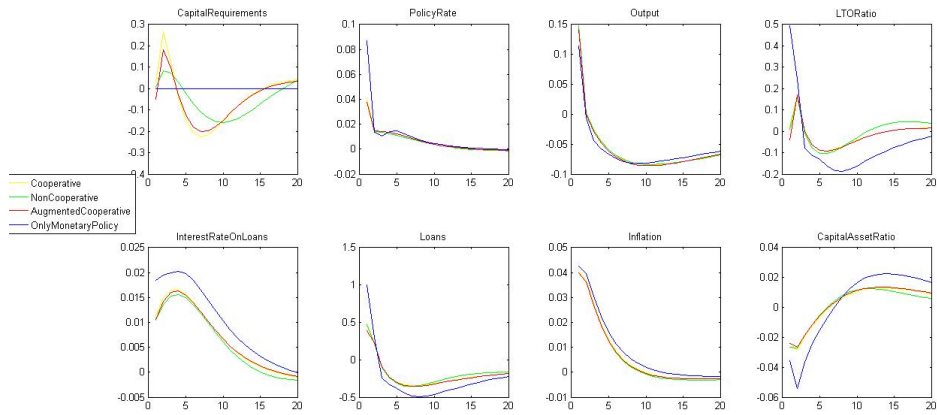 CapitalRequirements
0.3
0.2
0.1
0
-0.1
-0.2
-0.3
0.4
0 5 10 15 20
PolicyRate
0.1
0.08
0.06
0.04
0.02
0
-0.02
0 5 10 15 20
Output
0.15
0.1
0.05
0
-0.05
-0.1
0 5 10 15 20
LTORatio
0.5
0.4
0.3
0.2
0.1
0
-0.1
-0.2
0 5 10 15 20
Cooperative
NonCooperative
AugmentedCooperative
OnlyMonetaryPolicy
InterestRateOnLoans
0.025
0.02
0.015
0.01
0.005
0
-0.005
0 5 10 15 20
Loans
1.5
1
0.5
0
-0.5
0 5 10 15 20
Inflation
0.05
0.04
0.03
0.02
0.01
0
-0.01
0 5 10 15 20
CapitalAssetRatio
0.04
0.02
0
-0.02
-0.04
-0.06
0 5 10 15 20